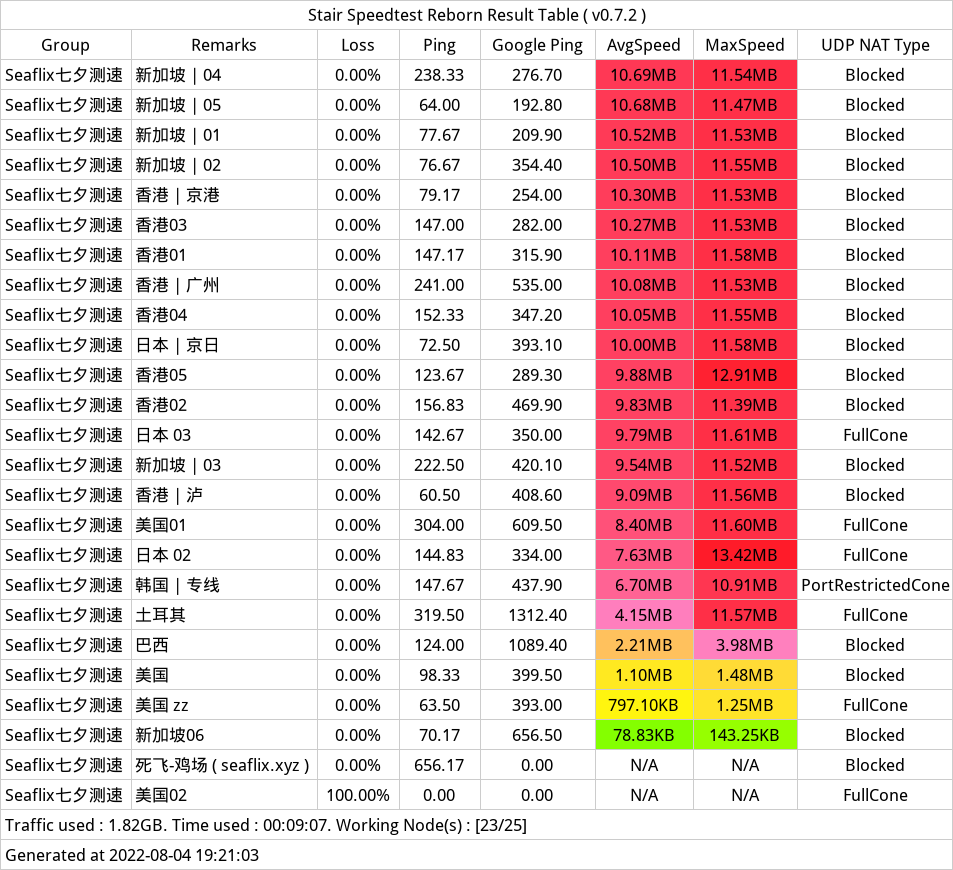 Stair Speedtest Reborn Result Table ( v0.7.2 )
Group Remarks Loss Ping Google Ping AvgSpeed MaxSpeed UDP NAT Type
Seaflix七夕测速 新加坡 | 04 0.00% 238.33 276.70 10.69MB 11.54MB Blocked
Seaflix七夕测速 新加坡 | 05 0.00% 64.00 192.80 10.68MB 11.47MB Blocked
Seaflix七夕测速 新加坡 | 01 0.00% 77.67 209.90 10.52MB 11.53MB Blocked
Seaflix七夕测速 新加坡 | 02 0.00% 76.67 354.40 10.50MB 11.55MB Blocked
Seaflix七夕测速 香港 | 京港 0.00% 79.17 254.00 10.30MB 11.53MB Blocked
Seaflix七夕测速 香港03 0.00% 147.00 282.00 10.27MB 11.53MB Blocked
Seaflix七夕测速 香港01 0.00% 147.17 315.90 10.11MB 11.58MB Blocked
Seaflix七夕测速 香港 | 广州 0.00% 241.00 535.00 10.08MB 11.53MB Blocked
Seaflix七夕测速 香港04 0.00% 152.33 347.20 10.05MB 11.55MB Blocked
Seaflix七夕测速 日本 | 京日 0.00% 72.50 393.10 10.00MB 11.58MB Blocked
Seaflix七夕测速 香港05 0.00% 123.67 289.30 9.88MB 12.91MB Blocked
Seaflix七夕测速 香港02 0.00% 156.83 469.90 9.83MB 11.39MB Blocked
Seaflix七夕测速 日本 03 0.00% 142.67 350.00 9.79MB 11.61MB FullCone
Seaflix七夕测速 新加坡 | 03 0.00% 222.50 420.10 9.54MB 11.52MB Blocked
Seaflix七夕测速 香港 | 泸 0.00% 60.50 408.60 9.09MB 11.56MB Blocked
Seaflix七夕测速 美国01 0.00% 304.00 609.50 8.40MB 11.60MB FullCone
Seaflix七夕测速 日本 02 0.00% 144.83 334.00 7.63MB 13.42MB FullCone
Seaflix七夕测速 韩国 | 专线 0.00% 147.67 437.90 6.70MB 10.91MB PortRestrictedCone
Seaflix七夕测速 土耳其 0.00% 319.50 1312.40 4.15MB 11.57MB FullCone
Seaflix七夕测速 巴西 0.00% 124.00 1089.40 2.21MB 3.98MB Blocked
Seaflix七夕测速 美国 0.00% 98.33 399.50 1.10MB 1.48MB Blocked
Seaflix七夕测速 美国 zz 0.00% 63.50 393.00 797.10KB 1.25MB FullCone
Seaflix七夕测速 新加坡06 0.00% 70.17 656.50 78.83KB 143.25KB Blocked
Seaflix七夕测速 死飞-鸡场 ( seaflix.xyz ) 0.00% 656.17 0.00 N/A N/A Blocked
Seaflix七夕测速 美国02 100.00% 0.00 0.00 N/A N/A FullCone
Traffic used : 1.82GB. Time used : 00:09:07. Working Node(s) : [23/25]
Generated at 2022-08-04 19:21:03